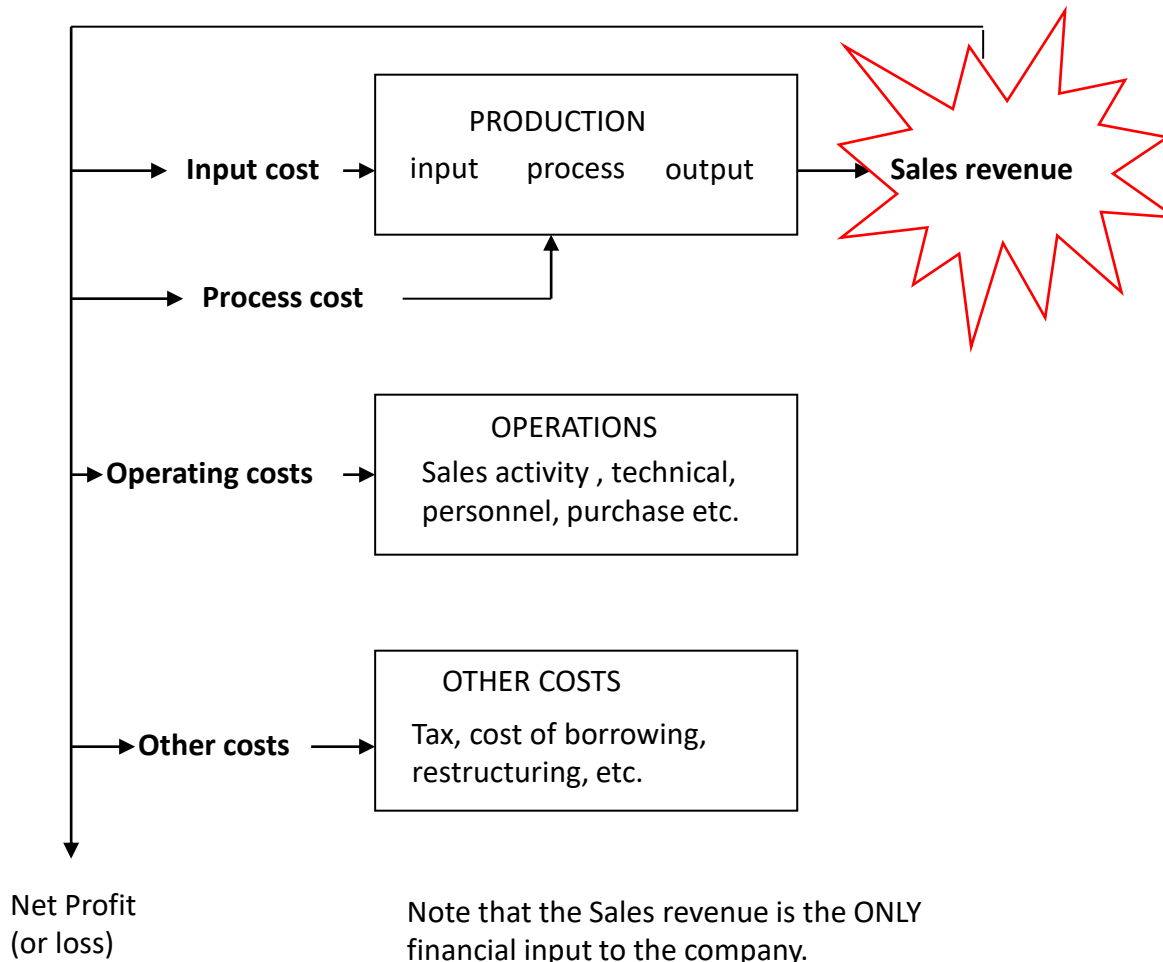 PRODUCTION
Input cost
input process output
Sales revenue
Process cost
OPERATIONS
Operating costs
Sales activity , technical,
personnel, purchase etc.
OTHER COSTS
Other costs
Tax, cost of borrowing,
restructuring, etc.
Net Profit
(or loss)
Note that the Sales revenue is the ONLY
financial input to the company.